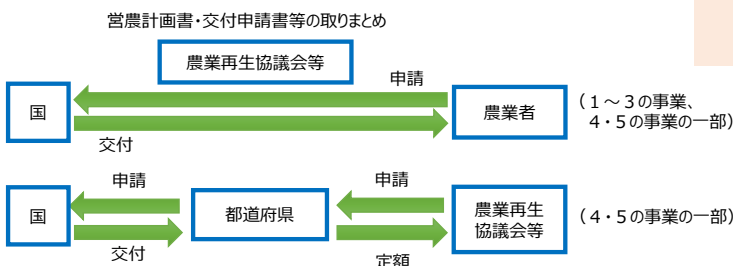 営農計画書・交付申請書等の取りまとめ
農業再生協議会等
申請
国
農業者
（１～３の事業、
４・５の事業の一部）
交付
申請
申請
国
都道府県
農業再生
協議会等
（４・５の事業の一部）
交付
定額